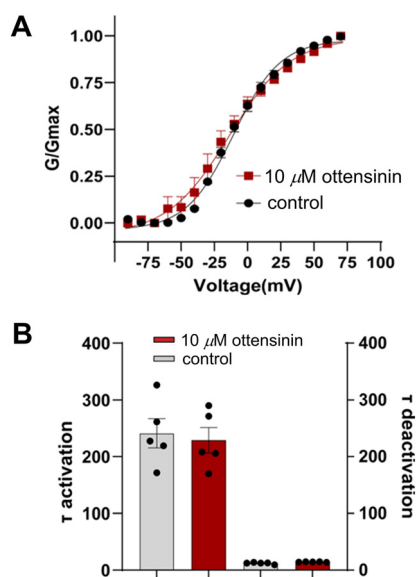 A
1.00
0.75
0.50
0.25
0.00
G/Gmax
10 μM ottensinin
control
-75 -50 -25 0 25 50 75 100
Voltage(mV)
B
10 μM ottensinin
control
400 400
300 300
200 200
100 100
0 0
τ activation
τ deactivation